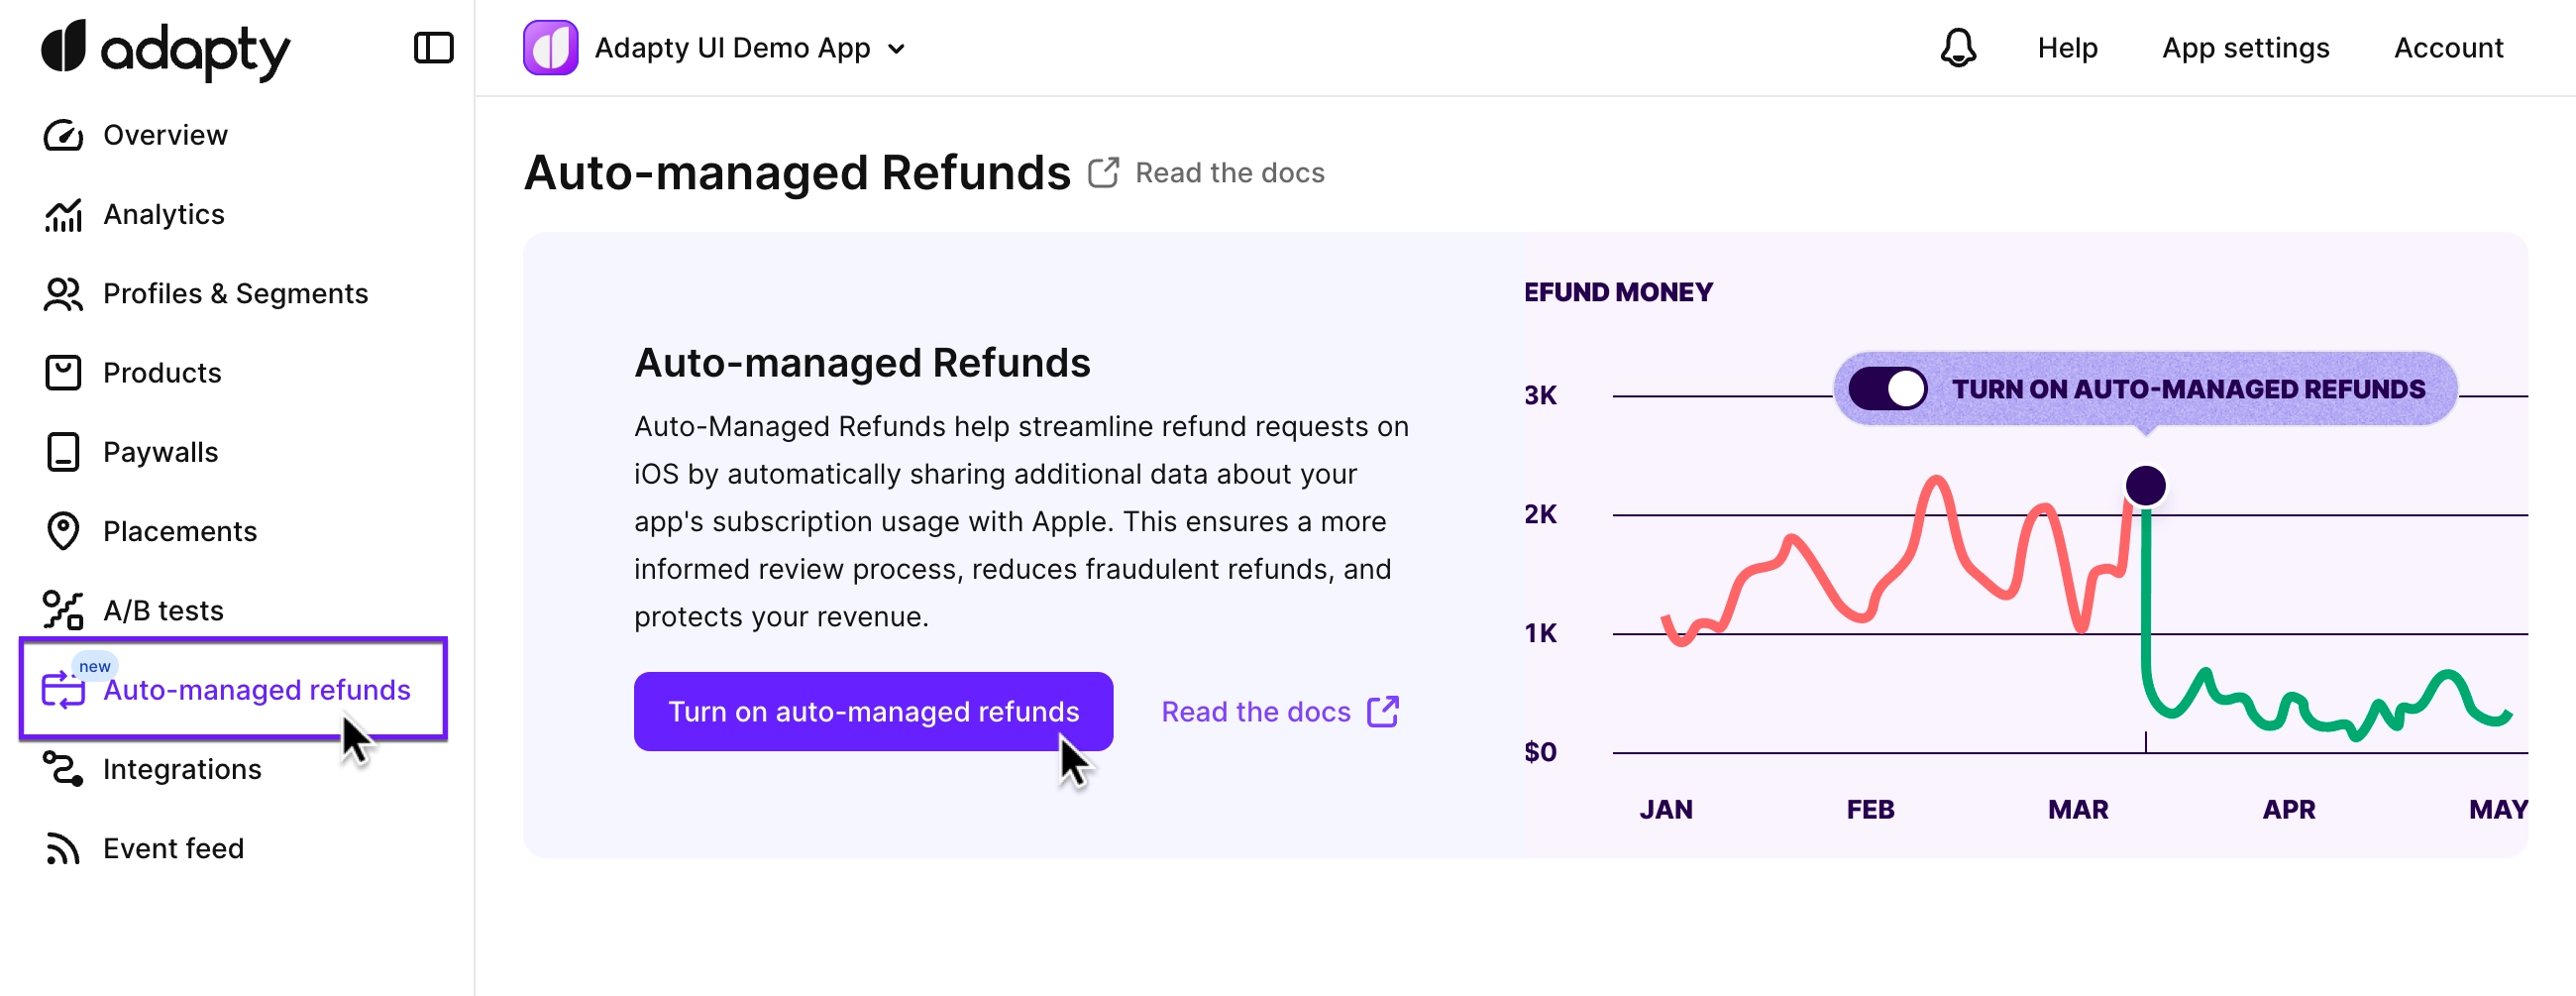 adapty
Adapty UI Demo App
Help
App settings
Account
Overview
Analytics
Profiles & Segments
Products
Paywalls
Placements
A/B tests
new
Auto-managed refunds
Integrations
Event feed
Auto-managed Refunds
Read the docs
Auto-managed Refunds
Auto-Managed Refunds help streamline refund requests on
iOS by automatically sharing additional data about your
app's subscription usage with Apple. This ensures a more
informed review process, reduces fraudulent refunds, and
protects your revenue.
Turn on auto-managed refunds
Read the docs
EFUND MONEY
TURN ON AUTO-MANAGED REFUNDS
3K
2K
1K
$0
JAN
FEB
MAR
APR
MAY